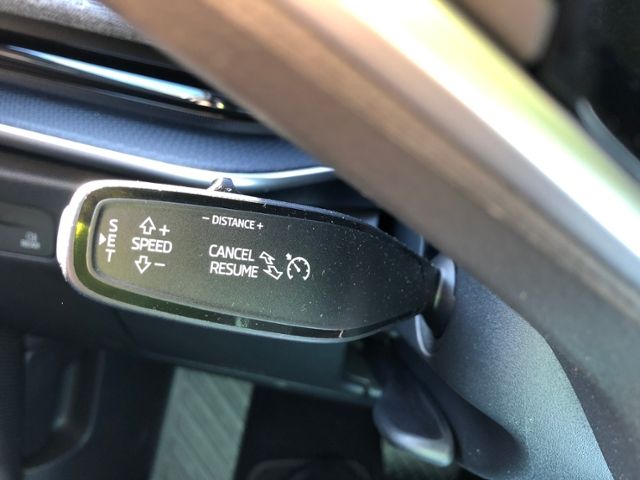 − DISTANCE +
SET
+
SPEED
−
CANCEL
RESUME